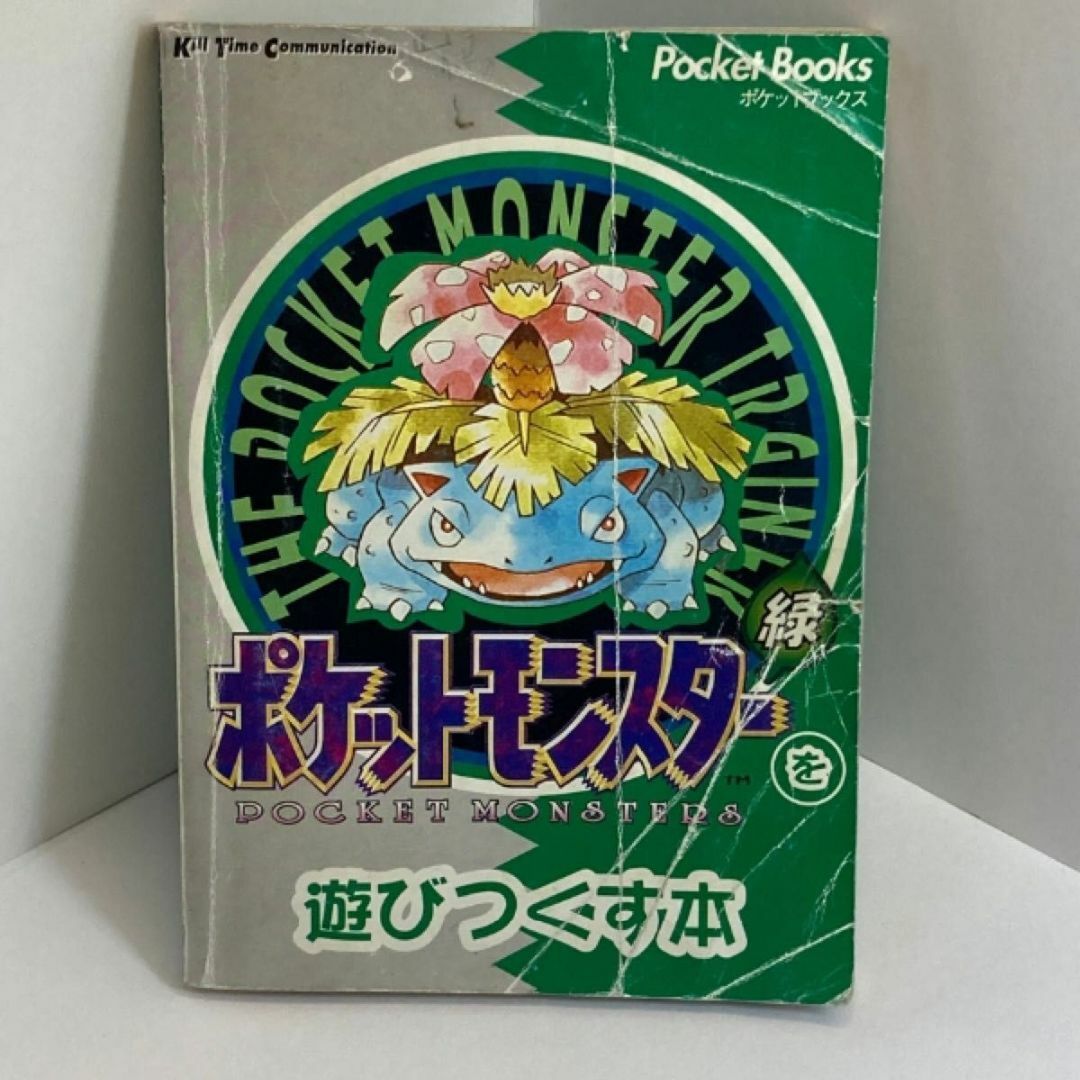 Kill Time Communication
Pocket Books
ポケットブックス
THE POCKET MONSTER TRAINER
緑
ポケットモンスター
を
TM
POCKET MONSTERS
遊びつくす本